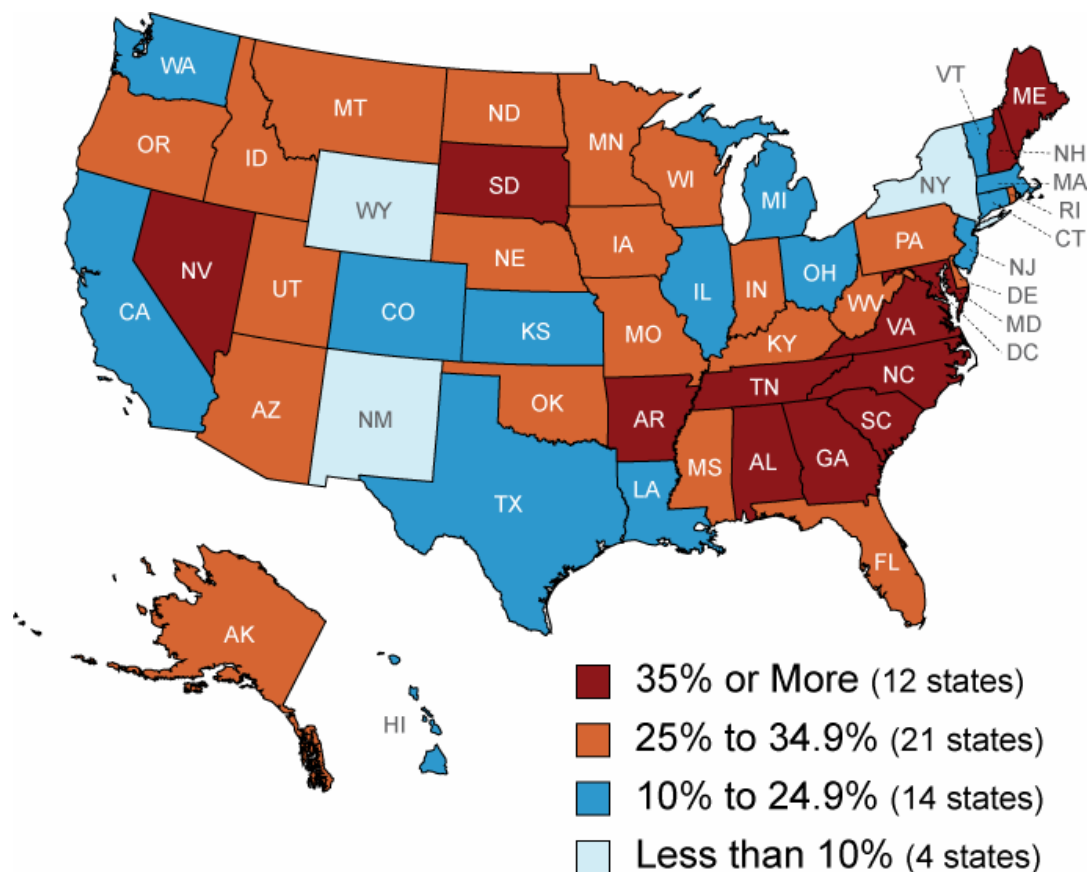 WA
VT
ME
MT
ND
MN
OR
ID
NH
WI
SD
MA
NY
WY
MI
RI
CT
IA
PA
NE
NV
NJ
OH
UT
IL
IN
DE
CA
CO
WV
MD
KS
VA
MO
KY
DC
NC
TN
OK
AZ
AR
SC
NM
GA
AL
MS
LA
TX
FL
AK
HI
35% or More (12 states)
25% to 34.9% (21 states)
10% to 24.9% (14 states)
Less than 10% (4 states)